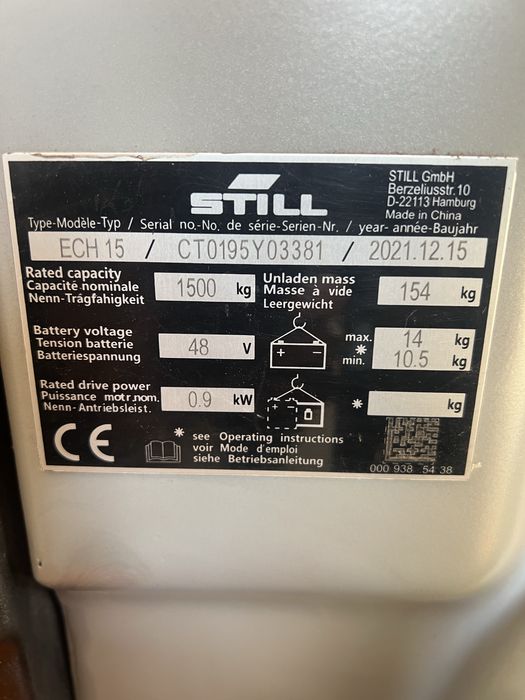 STILL
STILL GmbH
Berzeliusstr.10
D-22113 Hamburg
Made in China
Type-Modèle-Typ / Serial no.-No. de série-Serien-Nr. / year- année-Baujahr
ECH 15 / CT0195Y03381 / 2021.12.15
Rated capacity
Capacité nominale
Nenn-Trägfahigkeit
1500 kg
Unladen mass
Masse à vide
Leergewicht
154 kg
Battery voltage
Tension batterie
Batteriespannung
48 V
+ -
max. 14 kg
*
min. 10.5 kg
Rated drive power
Puissance motr.nom.
Nenn- Antriebsleist.
0.9 kW
+ -
* kg
CE
* see Operating instructions
voir Mode d'emploi
siehe Betriebsanleitung
000 938 54 38